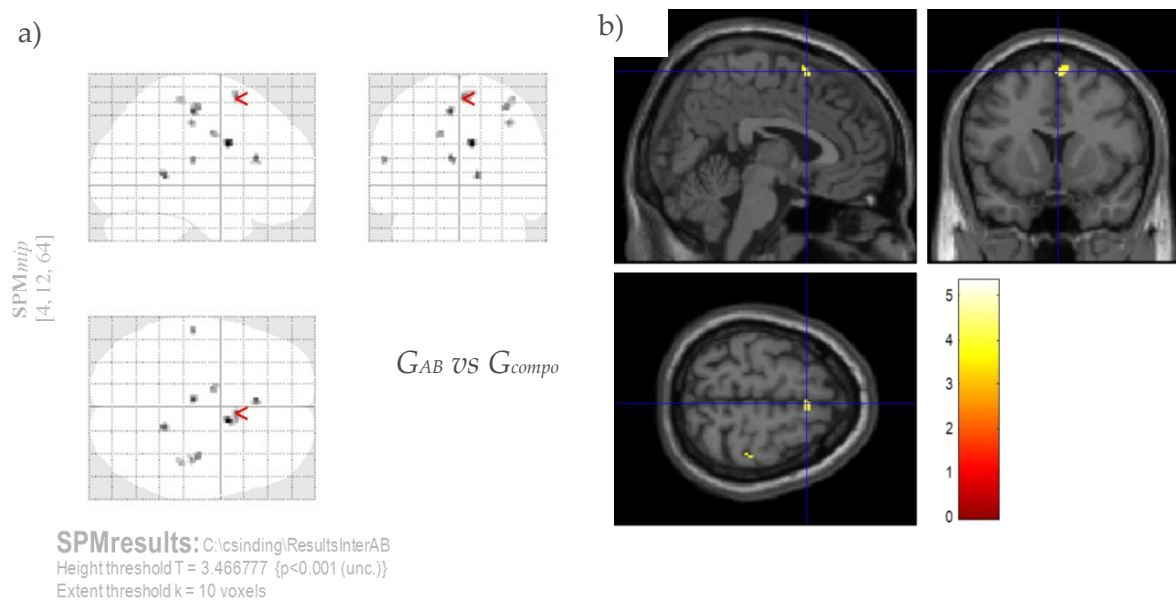 a)
b)
<
<
<
SPMmip
[4, 12, 64]
GAB vs Gcompo
5
4
3
2
1
0
SPMresults: C:\csinding\ResultsInterAB
Height threshold T = 3.466777 {p<0.001 (unc.)}
Extent threshold k = 10 voxels